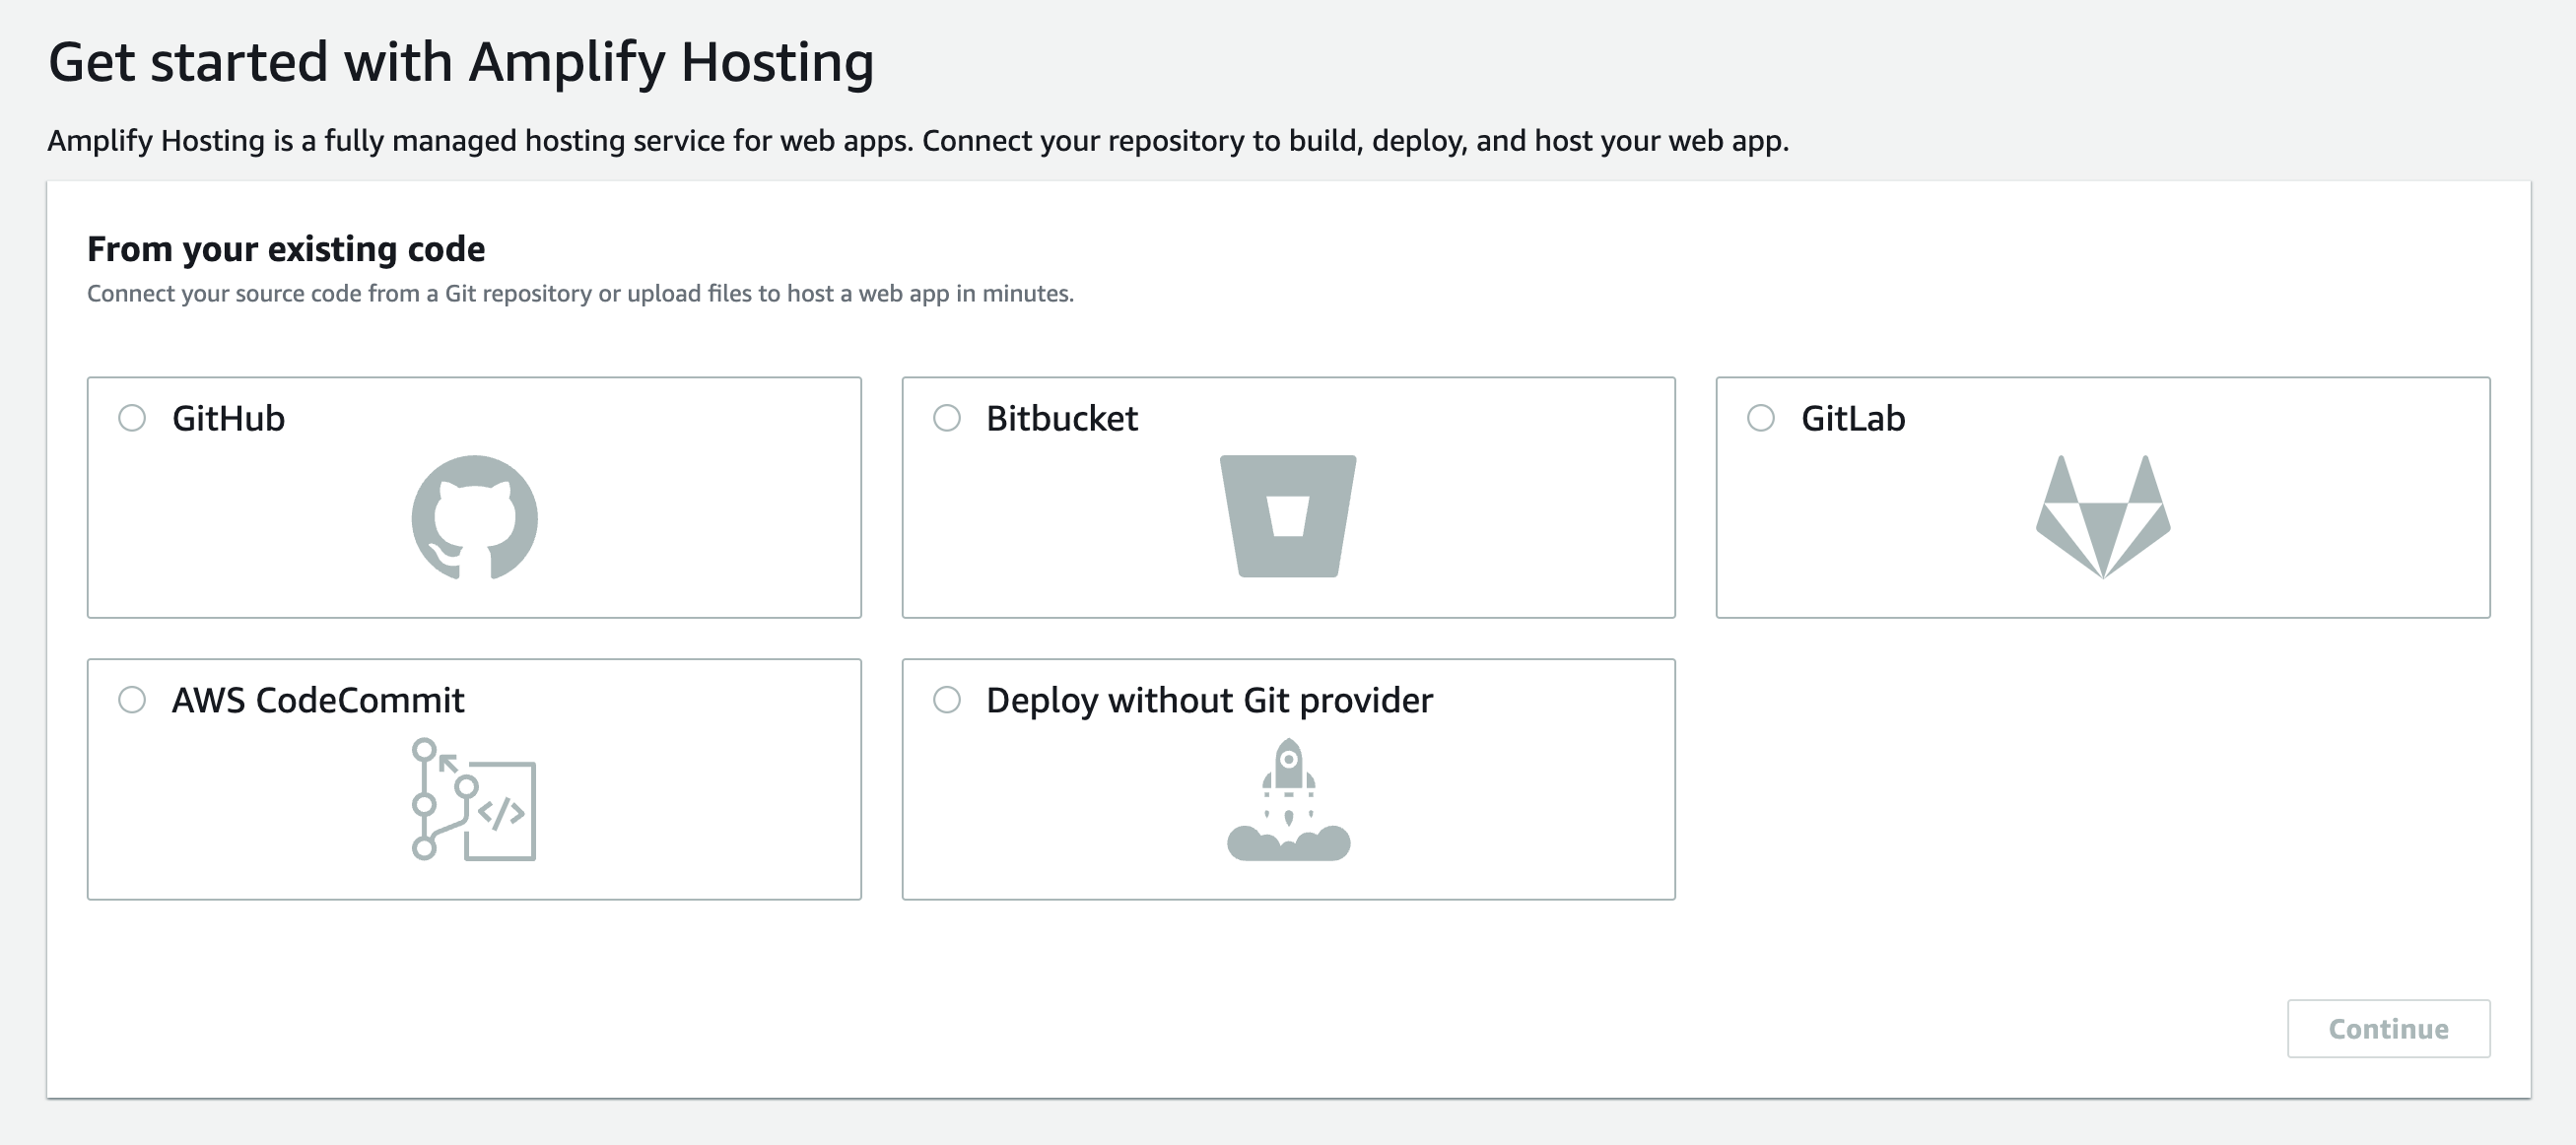 Get started with Amplify Hosting
Amplify Hosting is a fully managed hosting service for web apps. Connect your repository to build, deploy, and host your web app.
From your existing code
Connect your source code from a Git repository or upload files to host a web app in minutes.
GitHub
Bitbucket
GitLab
AWS CodeCommit
Deploy without Git provider
</>
Continue